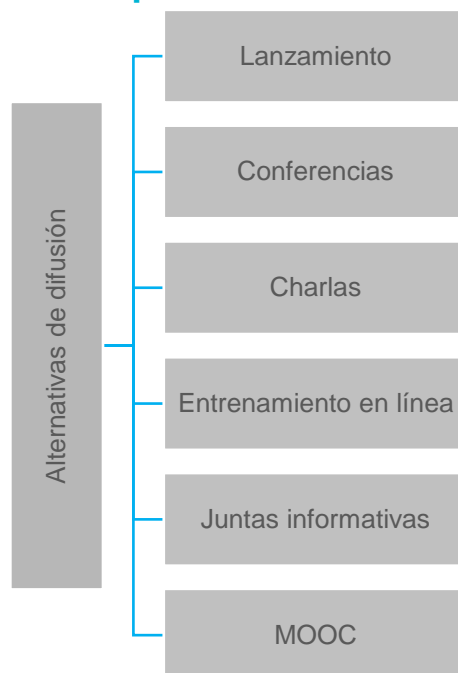 Alternativas de difusión
Lanzamiento
Conferencias
Charlas
Entrenamiento en línea
Juntas informativas
MOOC